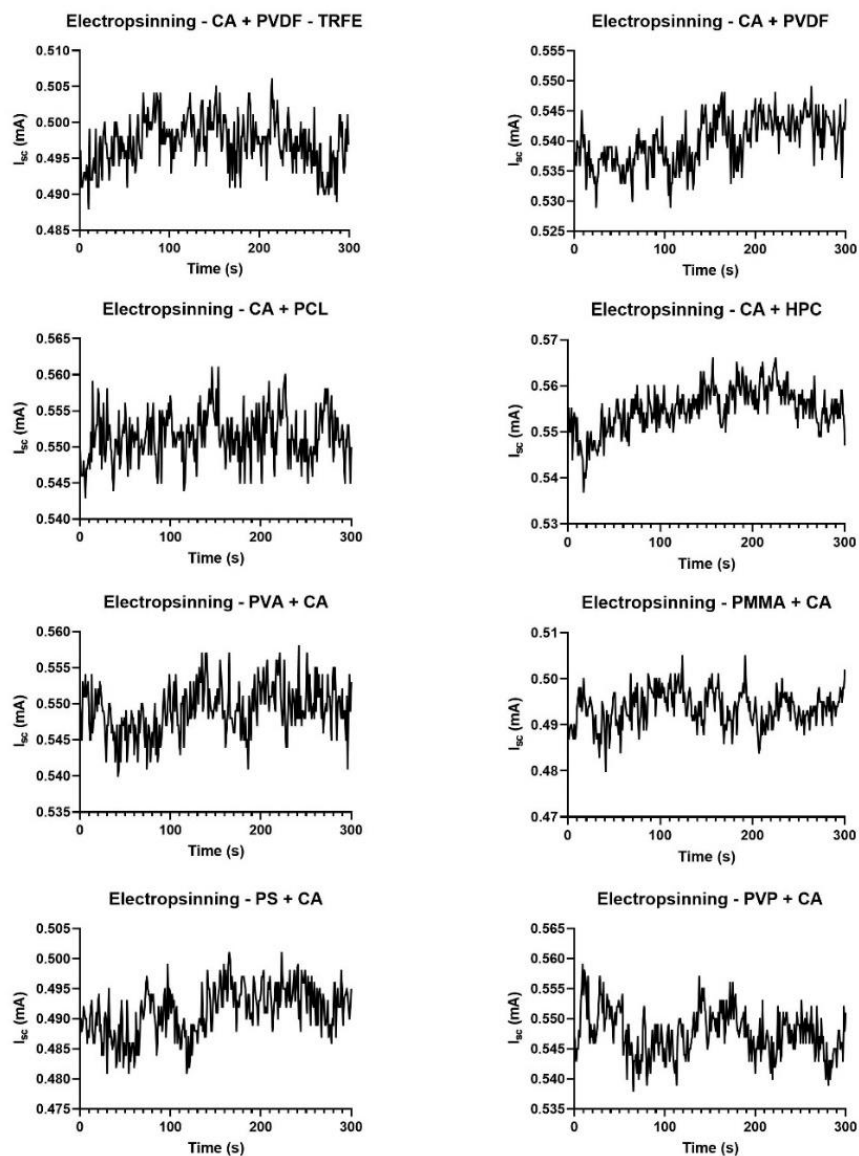 Electropsinning - CA + PVDF - TRFE
0.510
0.505
0.500
0.495
0.490
0.485
Isc (mA)
0 100 200 300
Time (s)
Electropsinning - CA + PVDF
0.555
0.550
0.545
0.540
0.535
0.530
0.525
Isc (mA)
0 100 200 300
Time (s)
Electropsinning - CA + PCL
0.565
0.560
0.555
0.550
0.545
0.540
Isc (mA)
0 100 200 300
Time (s)
Electropsinning - CA + HPC
0.57
0.56
0.55
0.54
0.53
Isc (mA)
0 100 200 300
Time (s)
Electropsinning - PVA + CA
0.560
0.555
0.550
0.545
0.540
0.535
Isc (mA)
0 100 200 300
Time (s)
Electropsinning - PMMA + CA
0.51
0.50
0.49
0.48
0.47
Isc (mA)
0 100 200 300
Time (s)
Electropsinning - PS + CA
0.505
0.500
0.495
0.490
0.485
0.480
0.475
Isc (mA)
0 100 200 300
Time (s)
Electropsinning - PVP + CA
0.565
0.560
0.555
0.550
0.545
0.540
0.535
Isc (mA)
0 100 200 300
Time (s)